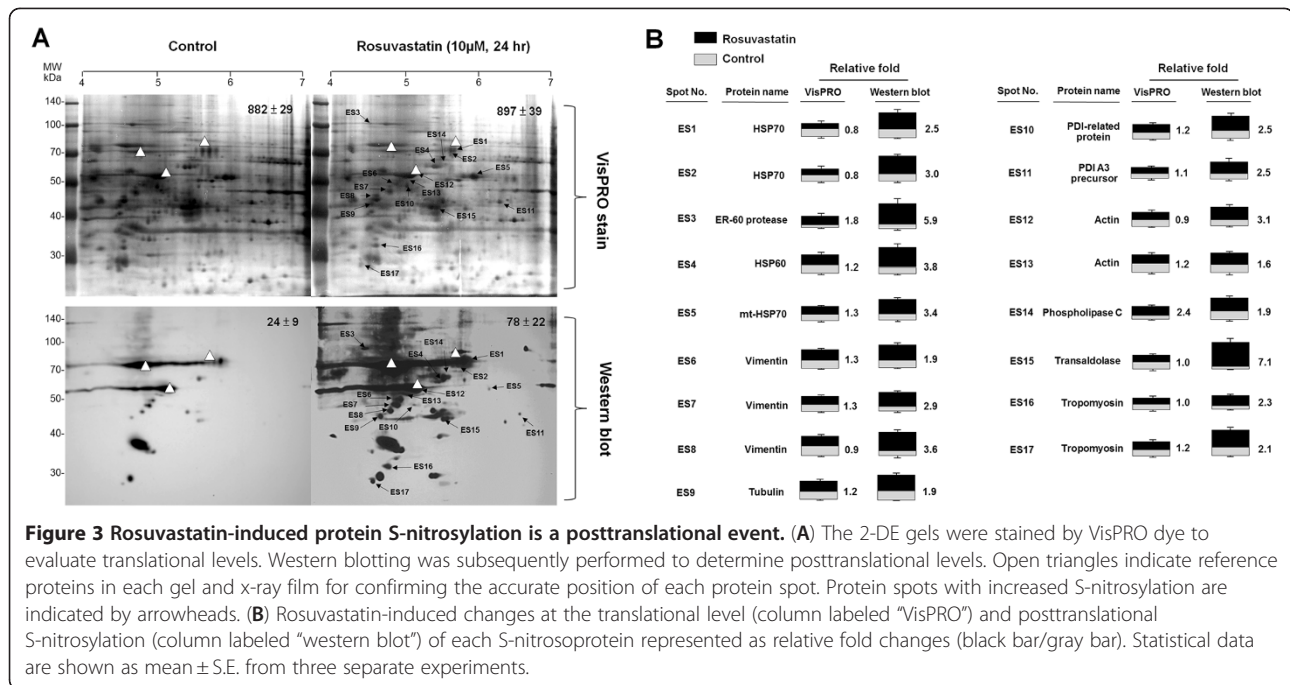 A
Control
Rosuvastatin (10µM, 24 hr)
MW
kDa
4 5 6 7
4 5 6 7
140-
100-
70-
50-
40-
30-
882 ± 29
897 ± 39
ES3
ES14
ES4
ES1
ES2
ES5
ES6
ES7
ES8
ES9
ES10
ES12
ES13
ES15
ES11
ES16
ES17
VisPRO stain
140-
100-
70-
50-
40-
30-
24 ± 9
78 ± 22
ES3
ES14
ES4
ES1
ES2
ES5
ES6
ES7
ES8
ES9
ES10
ES12
ES13
ES15
ES11
ES16
ES17
Western blot
B
Rosuvastatin
Control
Relative fold
Spot No. Protein name VisPRO Western blot
ES1 HSP70 0.8 2.5
ES2 HSP70 0.8 3.0
ES3 ER-60 protease 1.8 5.9
ES4 HSP60 1.2 3.8
ES5 mt-HSP70 1.3 3.4
ES6 Vimentin 1.3 1.9
ES7 Vimentin 1.3 2.9
ES8 Vimentin 0.9 3.6
ES9 Tubulin 1.2 1.9
Relative fold
Spot No. Protein name VisPRO Western blot
ES10 PDI-related protein 1.2 2.5
ES11 PDI A3 precursor 1.1 2.5
ES12 Actin 0.9 3.1
ES13 Actin 1.2 1.6
ES14 Phospholipase C 2.4 1.9
ES15 Transaldolase 1.0 7.1
ES16 Tropomyosin 1.0 2.3
ES17 Tropomyosin 1.2 2.1
Figure 3 Rosuvastatin-induced protein S-nitrosylation is a posttranslational event. (A) The 2-DE gels were stained by VisPRO dye to
evaluate translational levels. Western blotting was subsequently performed to determine posttranslational levels. Open triangles indicate reference
proteins in each gel and x-ray film for confirming the accurate position of each protein spot. Protein spots with increased S-nitrosylation are
indicated by arrowheads. (B) Rosuvastatin-induced changes at the translational level (column labeled “VisPRO”) and posttranslational
S-nitrosylation (column labeled “western blot”) of each S-nitrosoprotein represented as relative fold changes (black bar/gray bar). Statistical data
are shown as mean ± S.E. from three separate experiments.